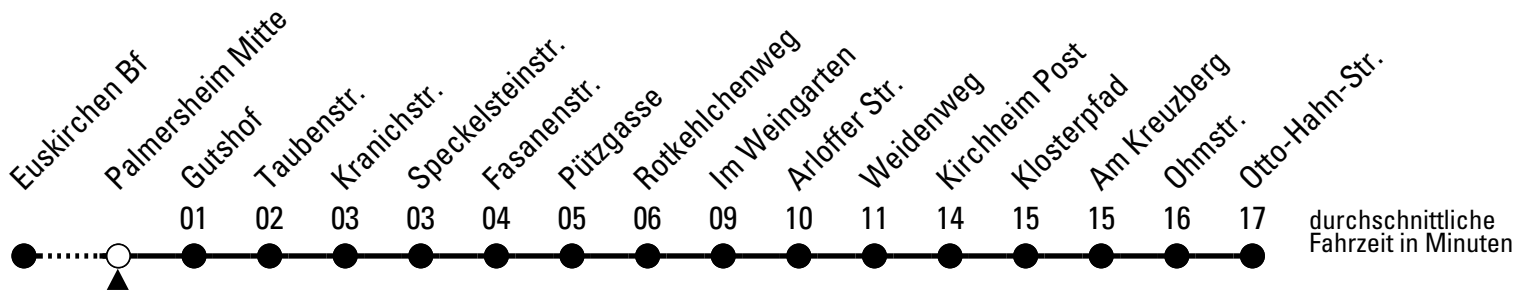 Euskirchen Bf
Palmersheim Mitte
Gutshof
Taubenstr.
Kranichstr.
Speckelsteinstr.
Fasanenstr.
Pützgasse
Rotkehlchenweg
Im Weingarten
Arloffer Str.
Weidenweg
Kirchheim Post
Klosterpfad
Am Kreuzberg
Ohmstr.
Otto-Hahn-Str.
01 02 03 03 04 05 06 09 10 11 14 15 15 16 17
durchschnittliche
Fahrzeit in Minuten